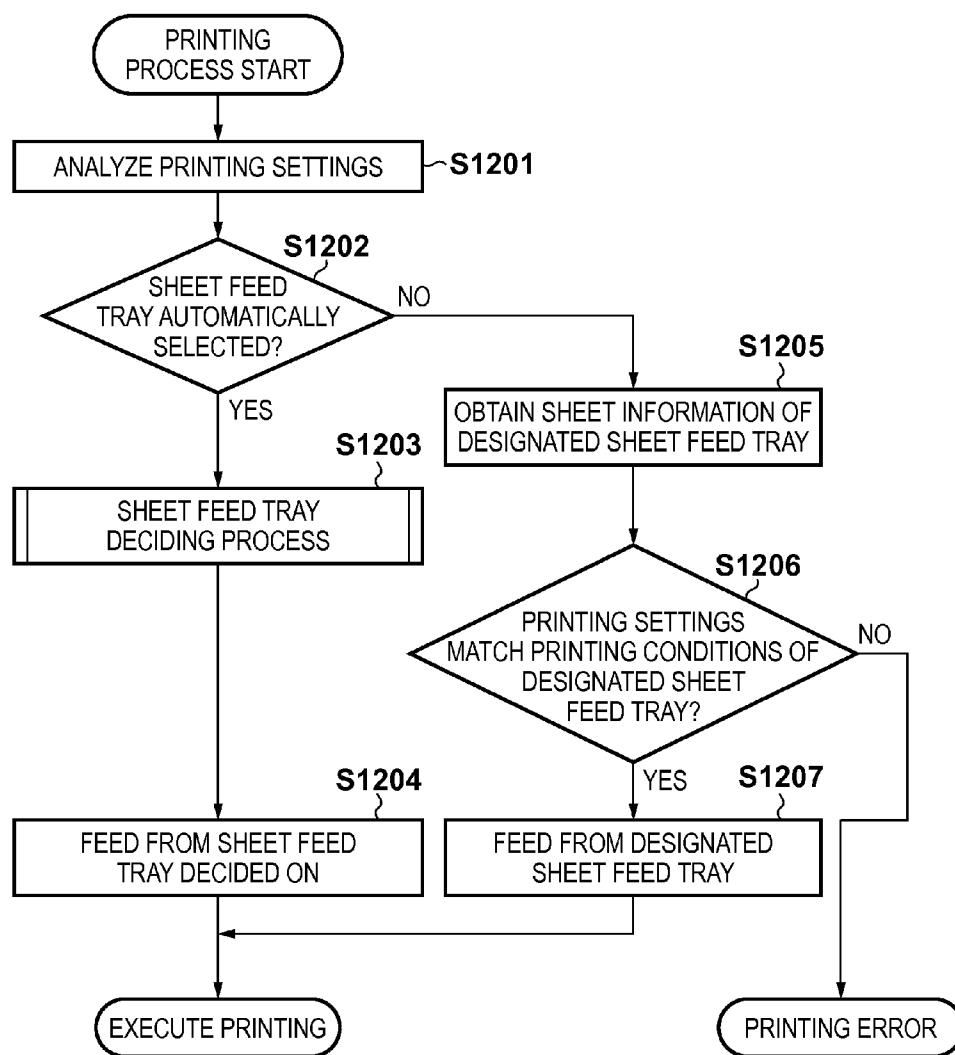 PRINTING
PROCESS START
ANALYZE PRINTING SETTINGS
S1201
S1202
SHEET FEED
TRAY AUTOMATICALLY
SELECTED?
NO
YES
S1205
OBTAIN SHEET INFORMATION OF
DESIGNATED SHEET FEED TRAY
S1203
SHEET FEED TRAY
DECIDING PROCESS
S1206
PRINTING SETTINGS
MATCH PRINTING CONDITIONS OF
DESIGNATED SHEET
FEED TRAY?
NO
YES
S1204
FEED FROM SHEET FEED
TRAY DECIDED ON
S1207
FEED FROM DESIGNATED
SHEET FEED TRAY
EXECUTE PRINTING
PRINTING ERROR